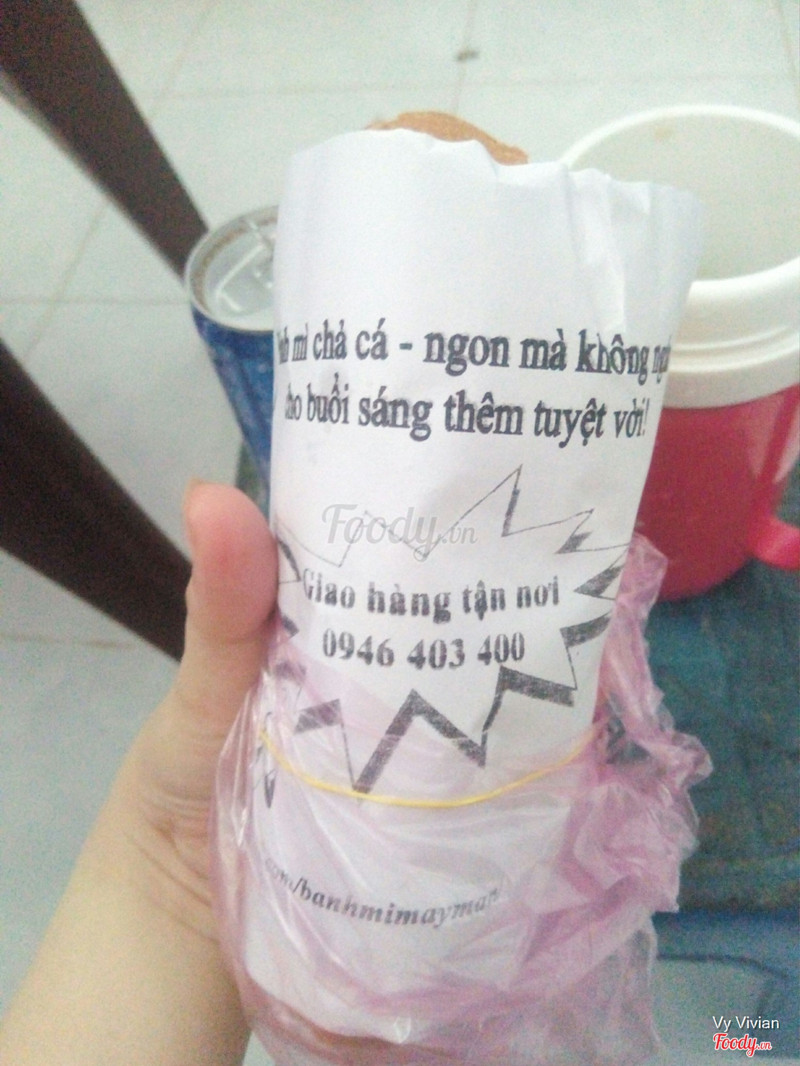 mì chả cá - ngon mà không
cho buổi sáng thêm tuyệt vời!
Foody.vn
Giao hàng tận nơi
0946 403 400
.com/banhmimayman
Vy Vivian
Foody.vn